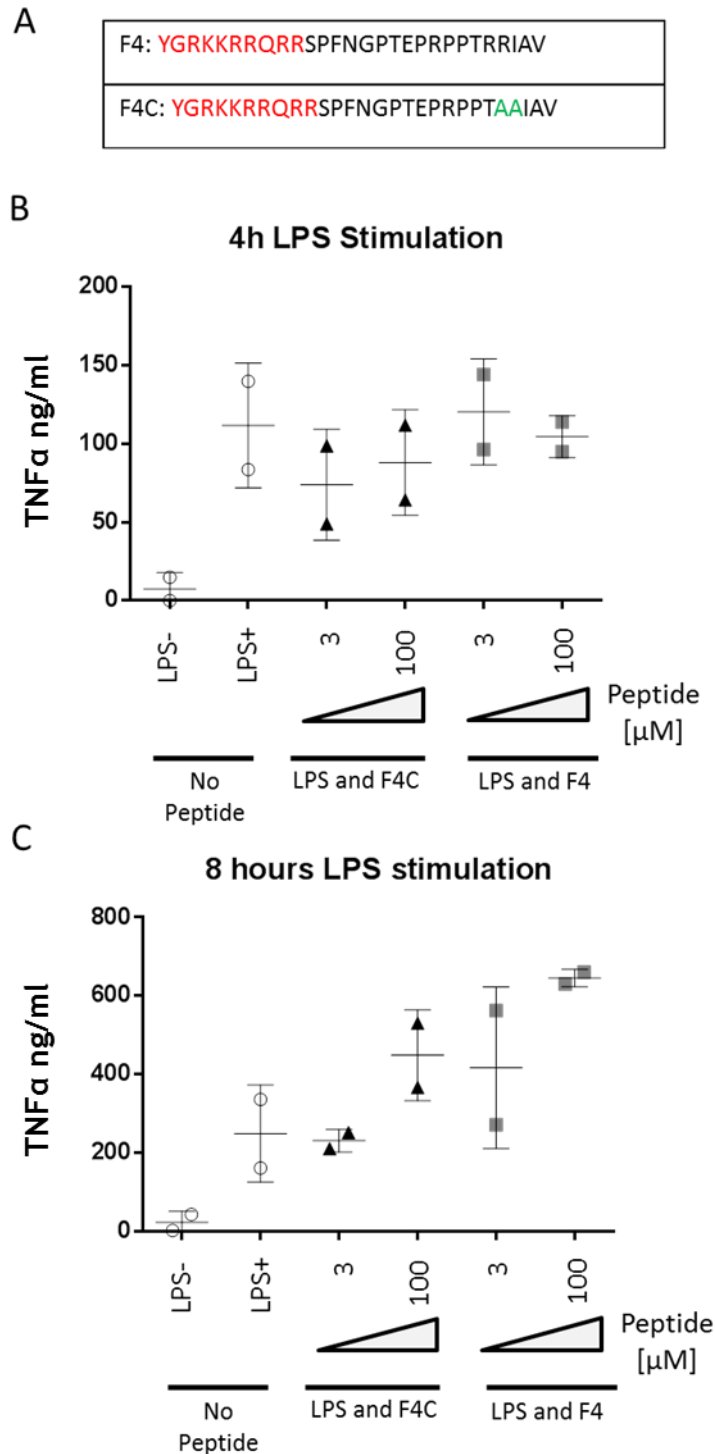 A
F4: YGRKKRRQRRSPFNGPTEPRPPTRRIAV
F4C: YGRKKRRQRRSPFNGPTEPRPPTAAIAV
B
4h LPS Stimulation
TNFα ng/ml
200
150
100
50
0
LPS- LPS+ 3 100 3 100
Peptide
[µM]
No
Peptide
LPS and F4C
LPS and F4
C
8 hours LPS stimulation
TNFα ng/ml
800
600
400
200
0
LPS- LPS+ 3 100 3 100
Peptide
[µM]
No
Peptide
LPS and F4C
LPS and F4